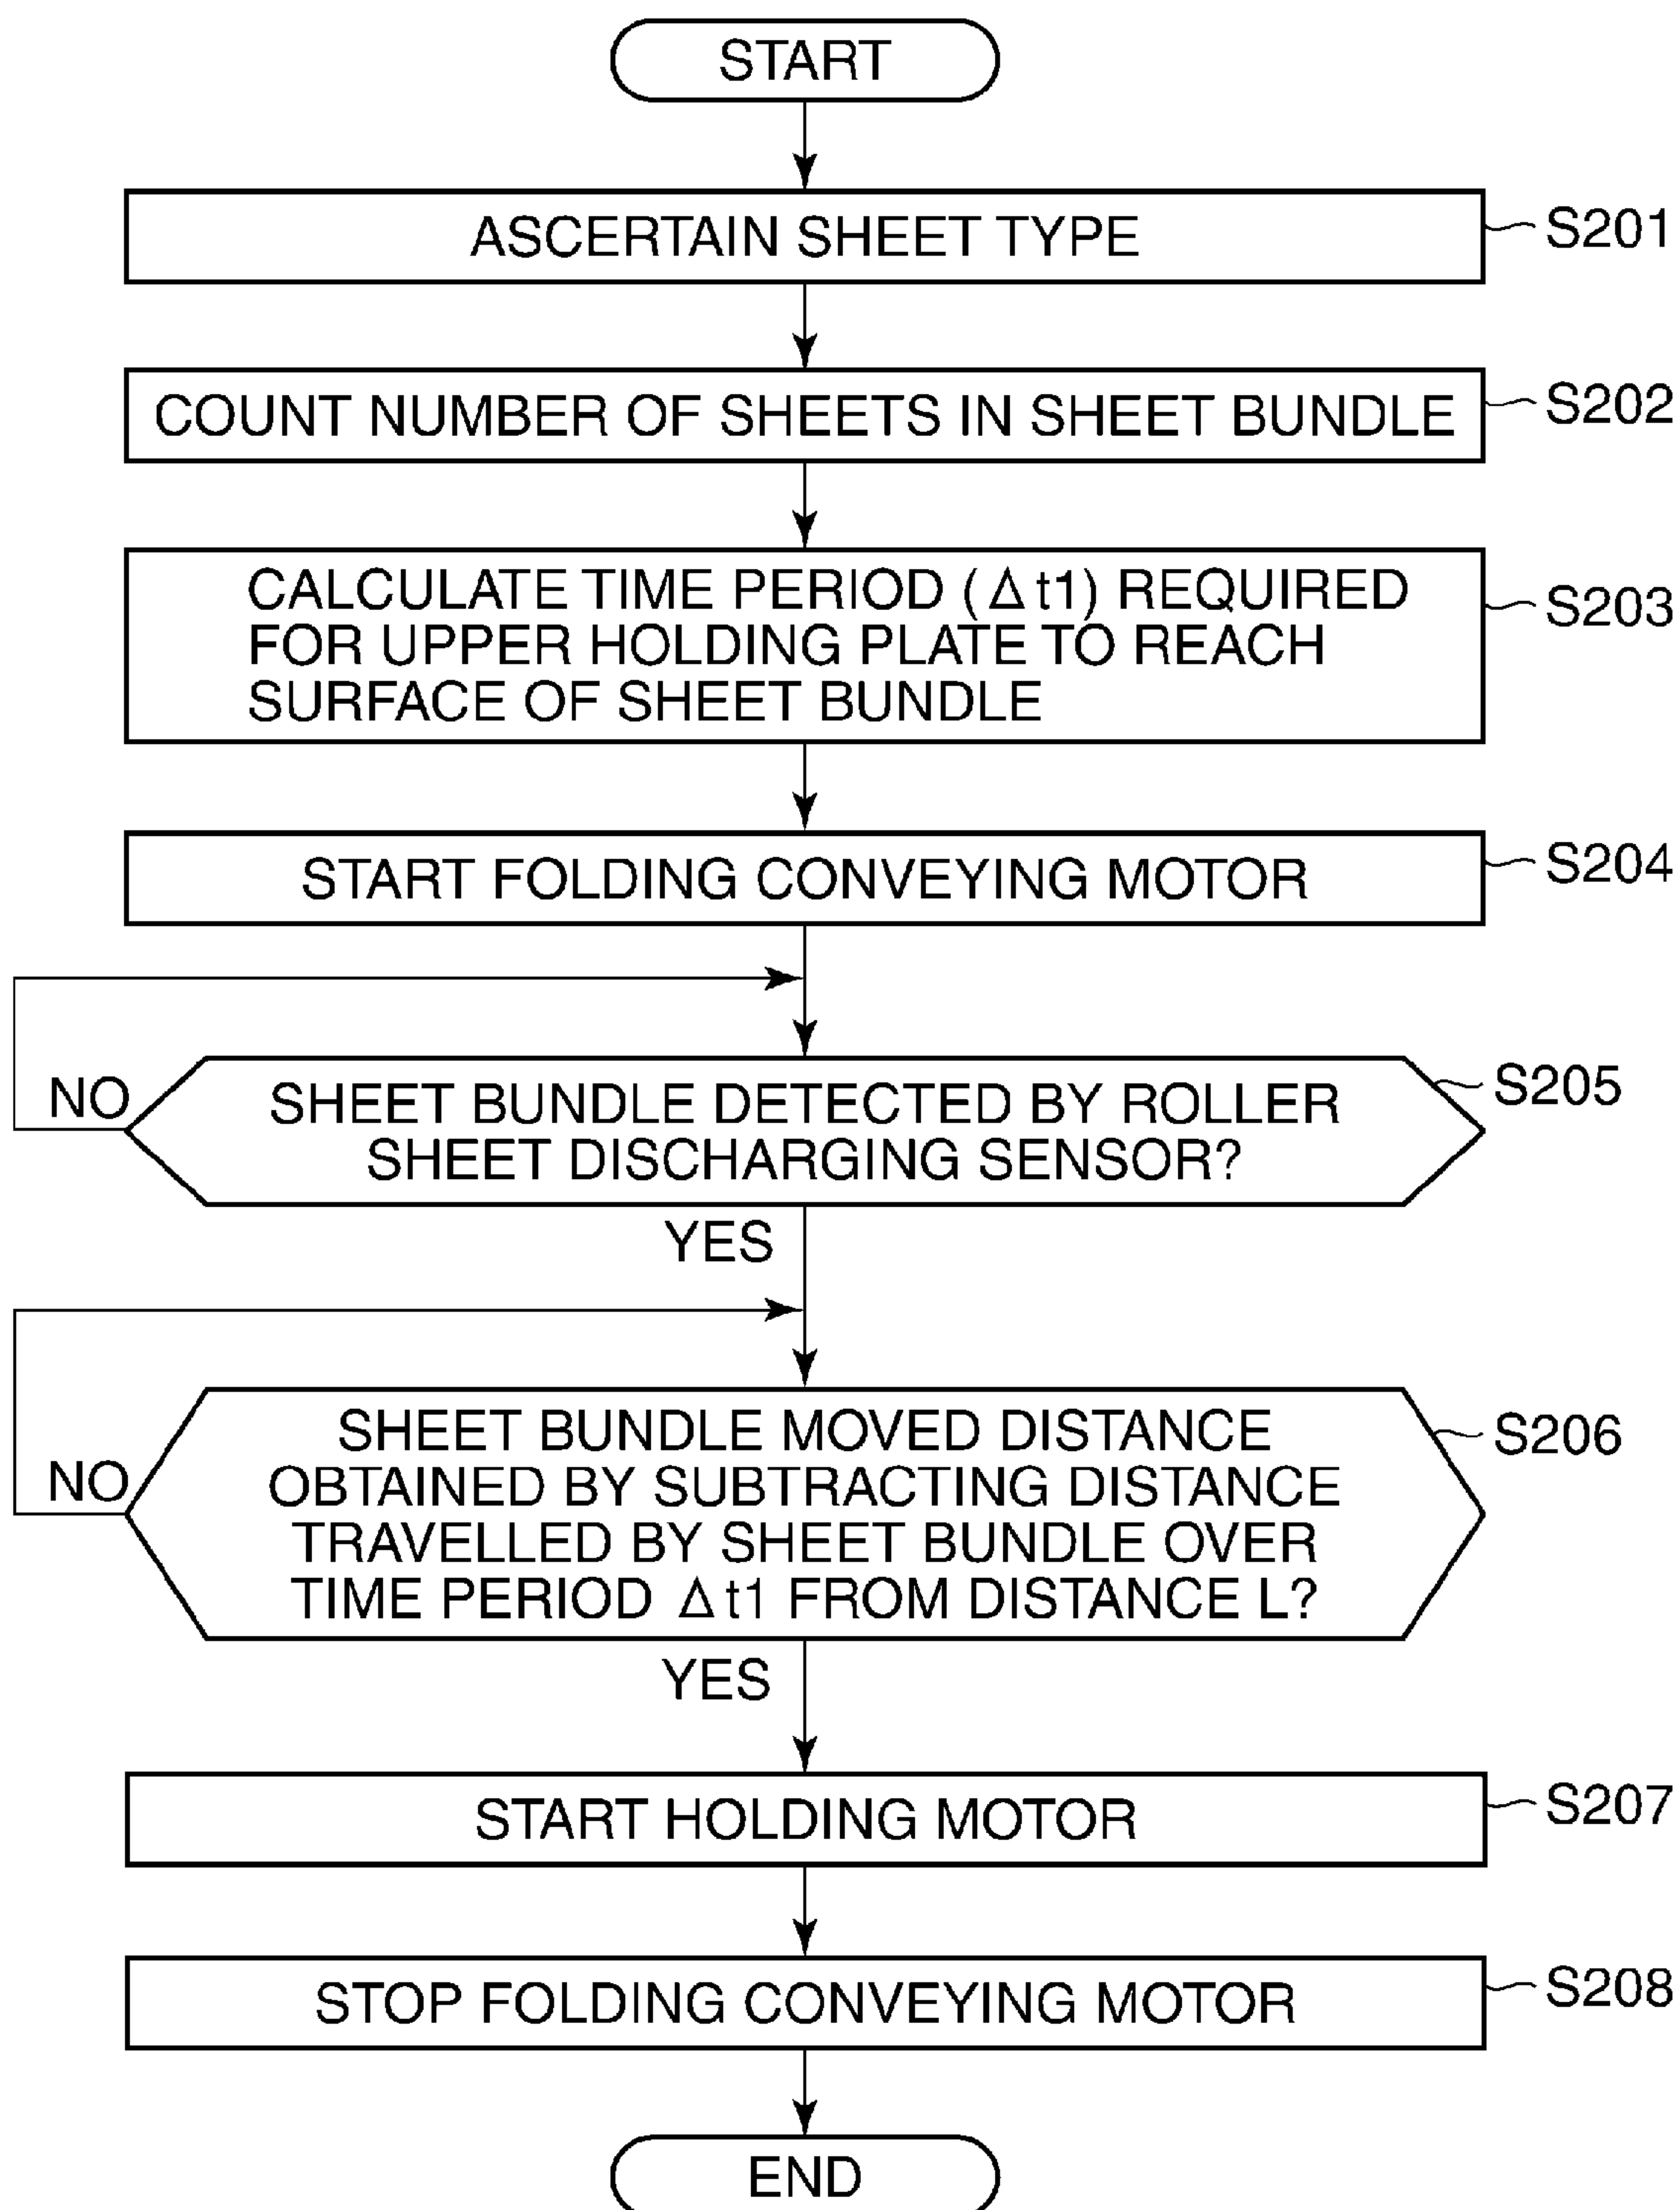 START
ASCERTAIN SHEET TYPE
S201
COUNT NUMBER OF SHEETS IN SHEET BUNDLE
S202
CALCULATE TIME PERIOD (Δt1) REQUIRED
FOR UPPER HOLDING PLATE TO REACH
SURFACE OF SHEET BUNDLE
S203
START FOLDING CONVEYING MOTOR
S204
NO
SHEET BUNDLE DETECTED BY ROLLER
SHEET DISCHARGING SENSOR?
S205
YES
NO
SHEET BUNDLE MOVED DISTANCE
OBTAINED BY SUBTRACTING DISTANCE
TRAVELLED BY SHEET BUNDLE OVER
TIME PERIOD Δt1 FROM DISTANCE L?
S206
YES
START HOLDING MOTOR
S207
STOP FOLDING CONVEYING MOTOR
S208
END